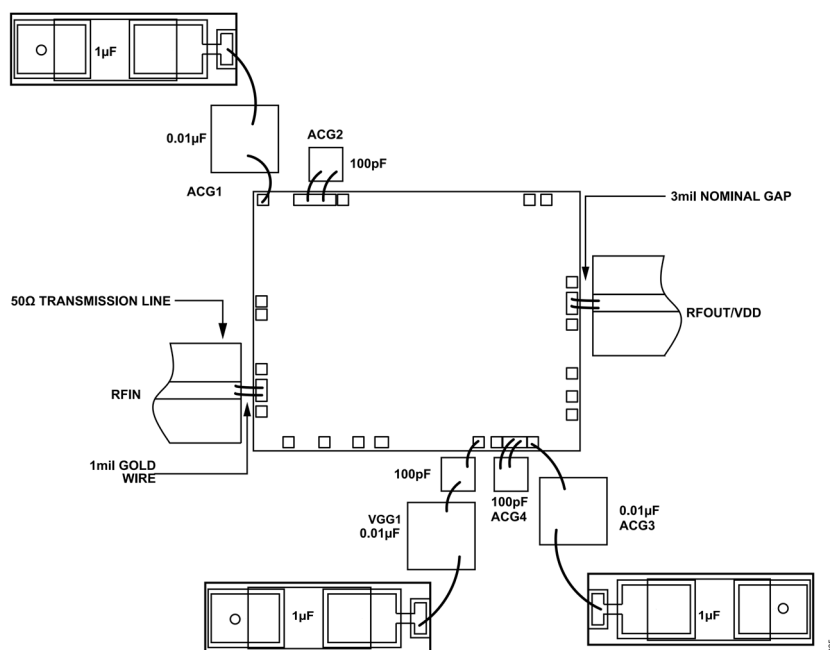 1µF
0.01µF
ACG2
100pF
ACG1
3mil NOMINAL GAP
50Ω TRANSMISSION LINE
RFOUT/VDD
RFIN
1mil GOLD
WIRE
100pF
100pF
ACG4
0.01µF
ACG3
VGG1
0.01µF
1µF
1µF